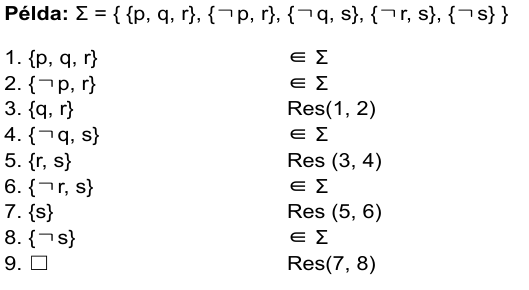 Példa: Σ = { {p, q, r}, {¬p, r}, {¬q, s}, {¬r, s}, {¬s} }
1. {p, q, r} ∈ Σ
2. {¬p, r} ∈ Σ
3. {q, r} Res(1, 2)
4. {¬q, s} ∈ Σ
5. {r, s} Res (3, 4)
6. {¬r, s} ∈ Σ
7. {s} Res (5, 6)
8. {¬s} ∈ Σ
9. □ Res(7, 8)